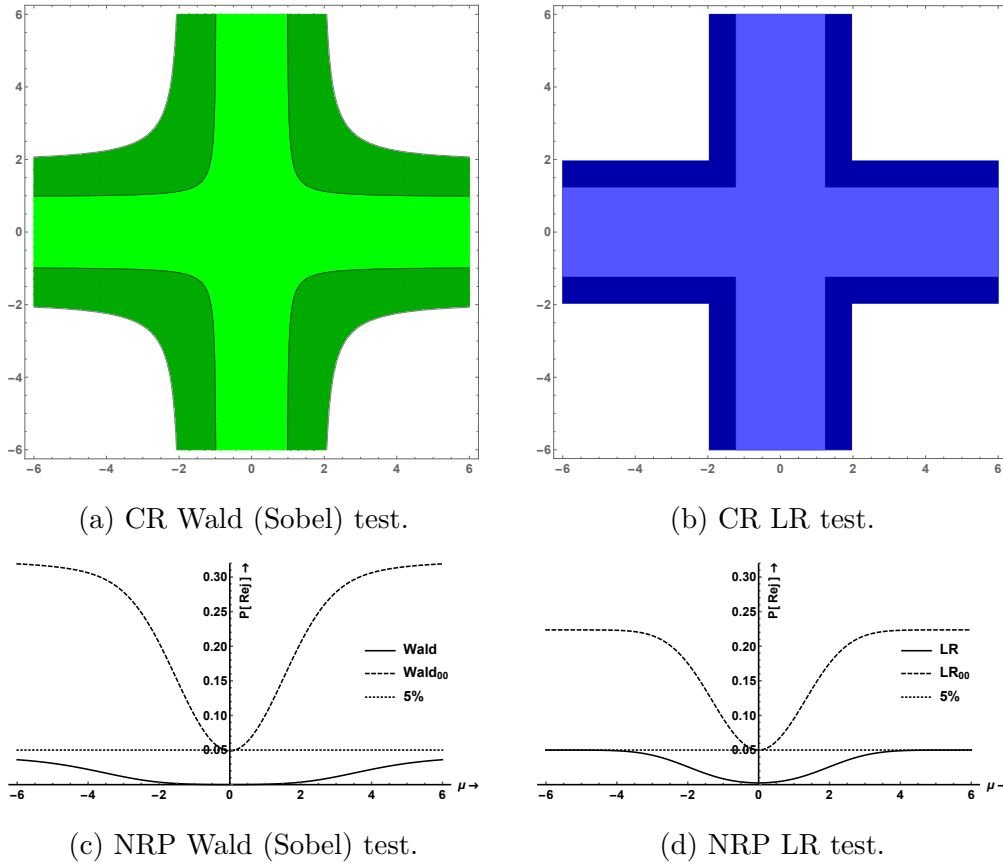 6
4
2
0
−2
−4
−6
−6 −4 −2 0 2 4 6
(a) CR Wald (Sobel) test.
6
4
2
0
−2
−4
−6
−6 −4 −2 0 2 4 6
(b) CR LR test.
P[ Rej ] →
0.30
0.25
0.20
0.15
0.10
0.05
Wald
Wald00
5%
−6 −4 −2 0 2 4 6
μ →
(c) NRP Wald (Sobel) test.
P[ Rej ] →
0.30
0.25
0.20
0.15
0.10
0.05
LR
LR00
5%
−6 −4 −2 0 2 4 6
μ −
(d) NRP LR test.